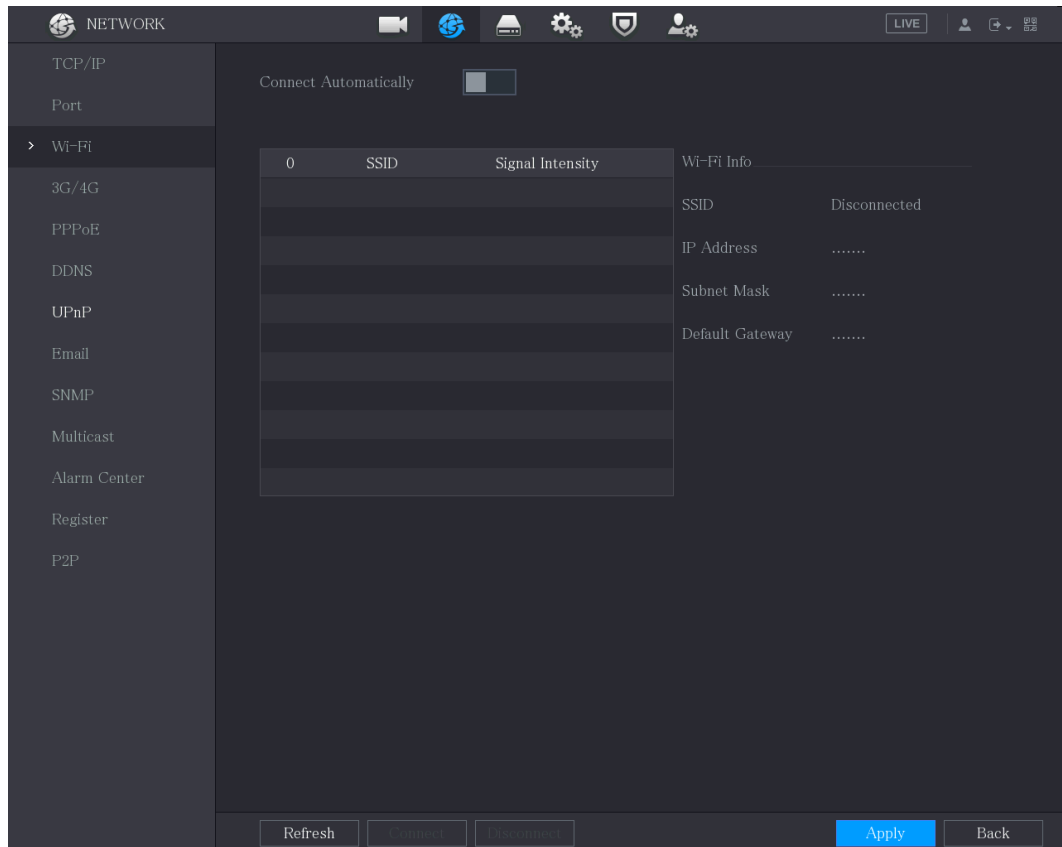 NETWORK
LIVE
TCP/IP
Port
Wi-Fi
3G/4G
PPPoE
DDNS
UPnP
Email
SNMP
Multicast
Alarm Center
Register
P2P
Connect Automatically
0 SSID Signal Intensity
Wi-Fi Info
SSID Disconnected
IP Address .......
Subnet Mask .......
Default Gateway .......
Refresh Connect Disconnect Apply Back